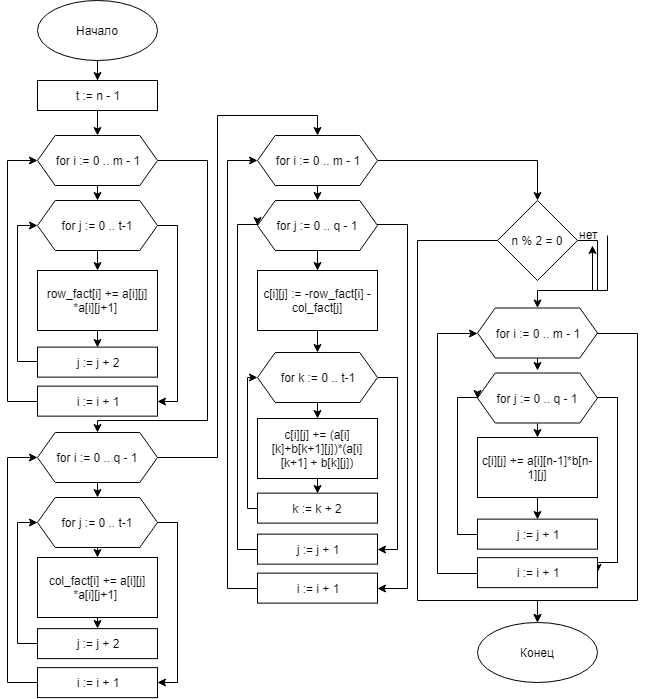 Начало
t := n - 1
for i := 0 .. m - 1
for j := 0 .. t-1
row_fact[i] += a[i][j]
*a[i][j+1]
j := j + 2
i := i + 1
for i := 0 .. q - 1
for j := 0 .. t-1
col_fact[i] += a[i][j]
*a[i][j+1]
j := j + 2
i := i + 1
for i := 0 .. m - 1
for j := 0 .. q - 1
c[i][j] := -row_fact[i] -
col_fact[j]
for k := 0 .. t-1
c[i][j] += (a[i]
[k]+b[k+1][j])*(a[i]
[k+1] + b[k][j])
k := k + 2
j := j + 1
i := i + 1
n % 2 = 0
нет
for i := 0 .. m - 1
for j := 0 .. q - 1
c[i][j] += a[i][n-1]*b[n-
1][j]
j := j + 1
i := i + 1
Конец